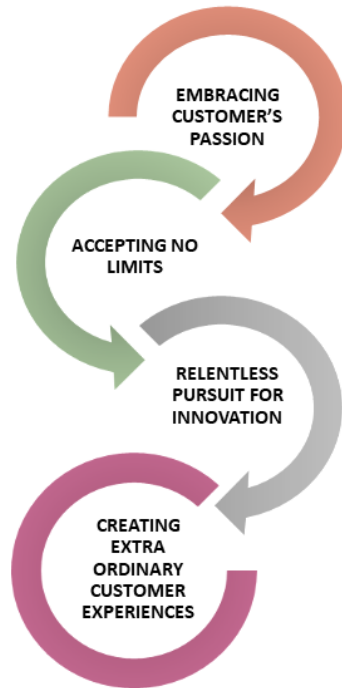 EMBRACING
CUSTOMER'S
PASSION
ACCEPTING NO
LIMITS
RELENTLESS
PURSUIT FOR
INNOVATION
CREATING
EXTRA
ORDINARY
CUSTOMER
EXPERIENCES